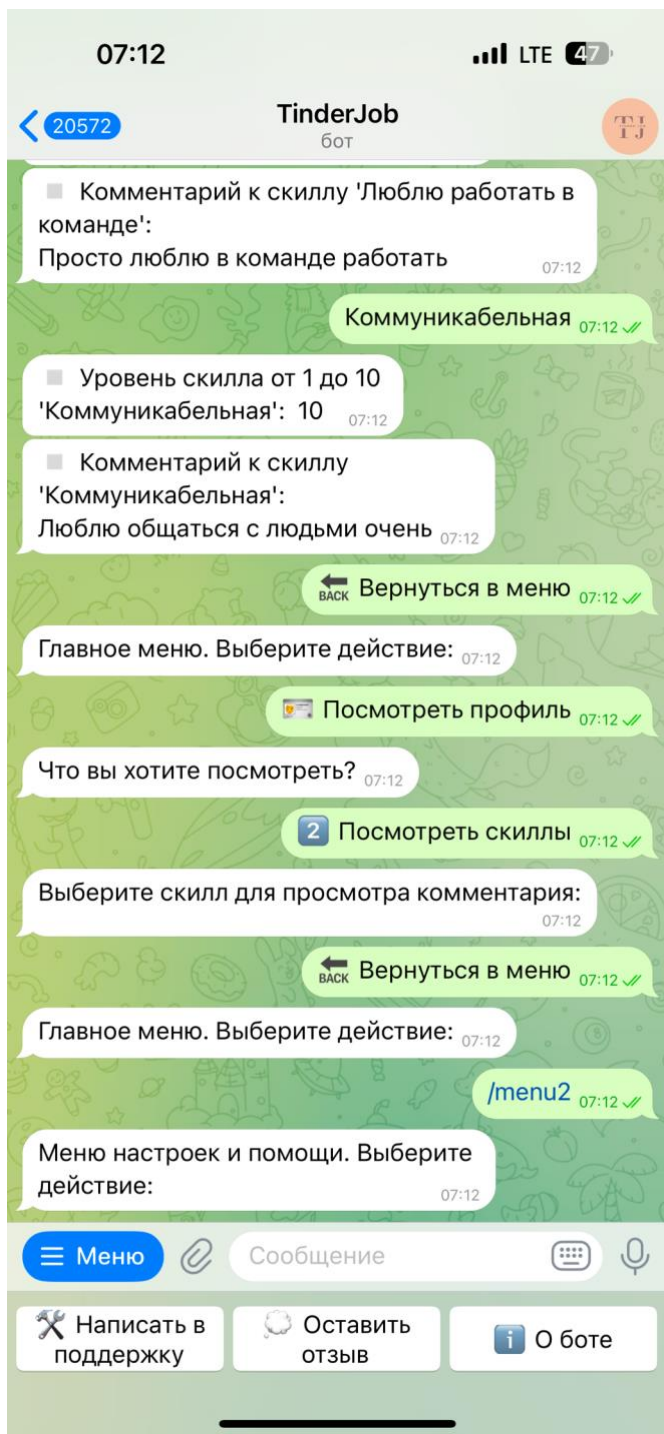 07:12 LTE 47
20572 TinderJob TJ
бот
Комментарий к скиллу 'Люблю работать в
команде':
Просто люблю в команде работать 07:12
Коммуникабельная 07:12
Уровень скилла от 1 до 10
'Коммуникабельная': 10 07:12
Комментарий к скиллу
'Коммуникабельная':
Люблю общаться с людьми очень 07:12
BACK Вернуться в меню 07:12
Главное меню. Выберите действие: 07:12
Посмотреть профиль 07:12
Что вы хотите посмотреть? 07:12
2 Посмотреть скиллы 07:12
Выберите скилл для просмотра комментария:
07:12
BACK Вернуться в меню 07:12
Главное меню. Выберите действие: 07:12
/menu2 07:12
Меню настроек и помощи. Выберите
действие: 07:12
Меню Сообщение
Написать в
поддержку
Оставить
отзыв
i О боте